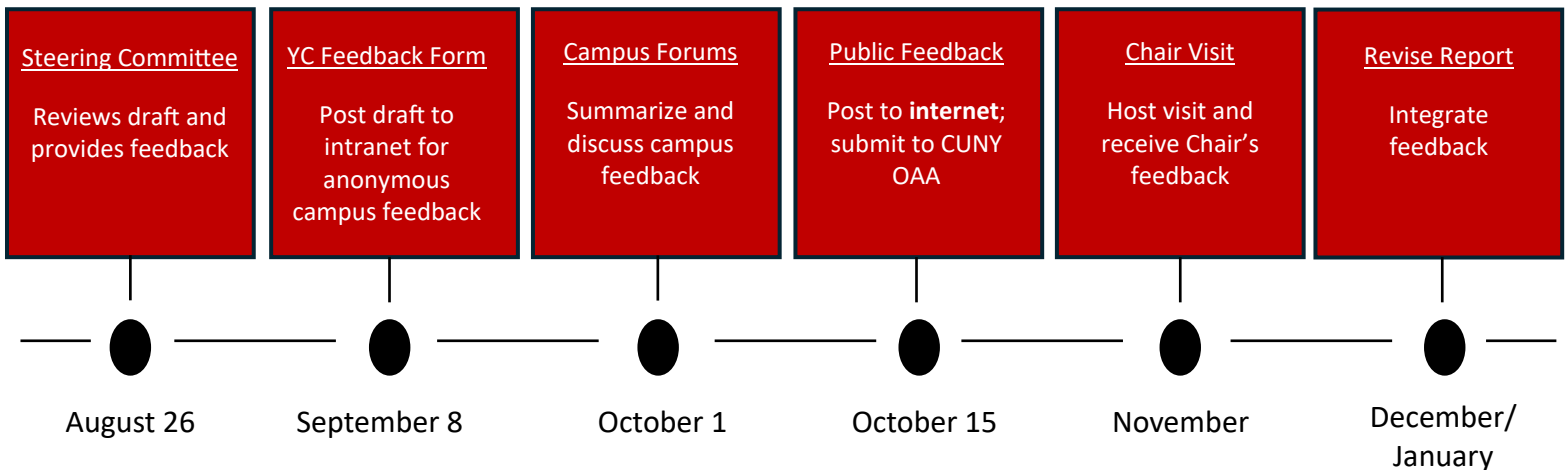 Steering Committee
Reviews draft and
provides feedback
YC Feedback Form
Post draft to
intranet for
anonymous
campus feedback
Campus Forums
Summarize and
discuss campus
feedback
Public Feedback
Post to internet;
submit to CUNY
OAA
Chair Visit
Host visit and
receive Chair's
feedback
Revise Report
Integrate
feedback
August 26
September 8
October 1
October 15
November
December/
January